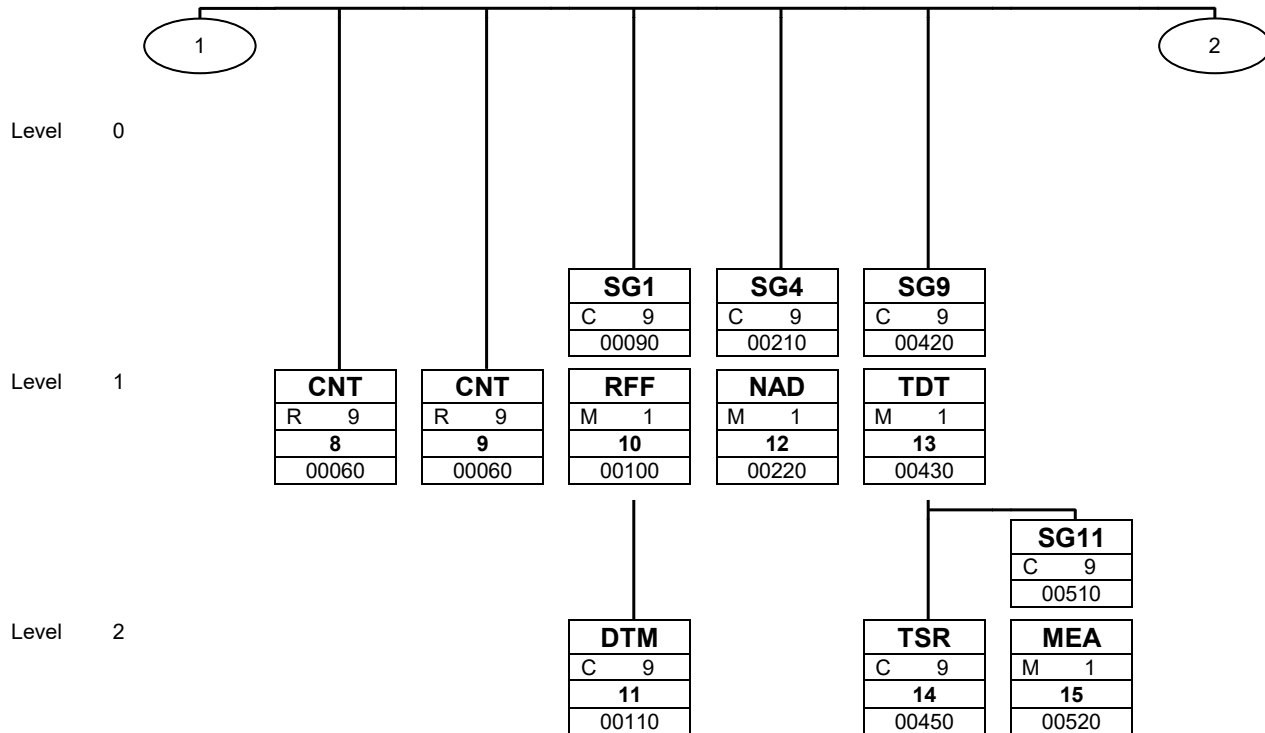 1
2
Level 0
SG1
C 9
00090
SG4
C 9
00210
SG9
C 9
00420
Level 1
CNT
R 9
8
00060
CNT
R 9
9
00060
RFF
M 1
10
00100
NAD
M 1
12
00220
TDT
M 1
13
00430
SG11
C 9
00510
Level 2
DTM
C 9
11
00110
TSR
C 9
14
00450
MEA
M 1
15
00520